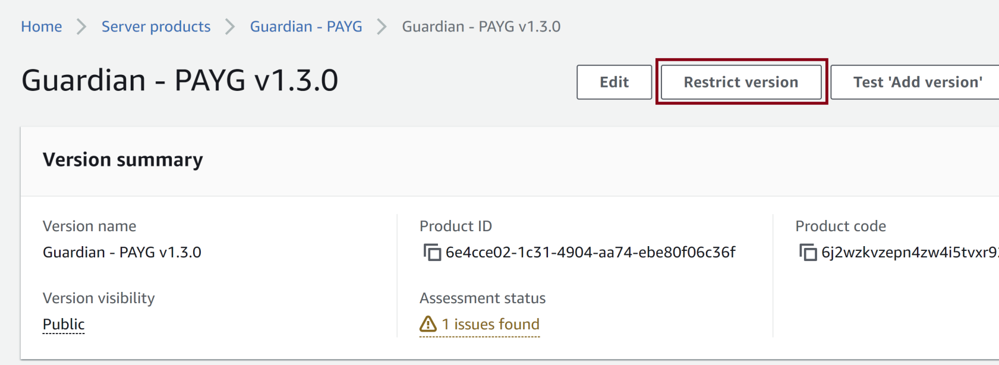 Home > Server products > Guardian - PAYG > Guardian - PAYG v1.3.0
Guardian - PAYG v1.3.0
Edit
Restrict version
Test 'Add version'
Version summary
Version name
Guardian - PAYG v1.3.0
Product ID
6e4cce02-1c31-4904-aa74-ebe80f06c36f
Product code
6j2wzkvzepn4zw4i5tvxr9
Version visibility
Public
Assessment status
1 issues found